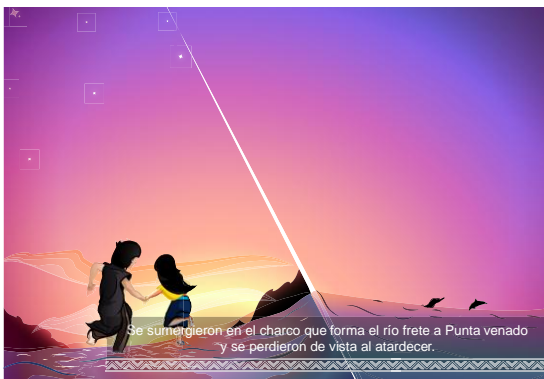 Se sumergieron en el charco que forma el río frete a Punta venado
y se perdieron de vista al atardecer.